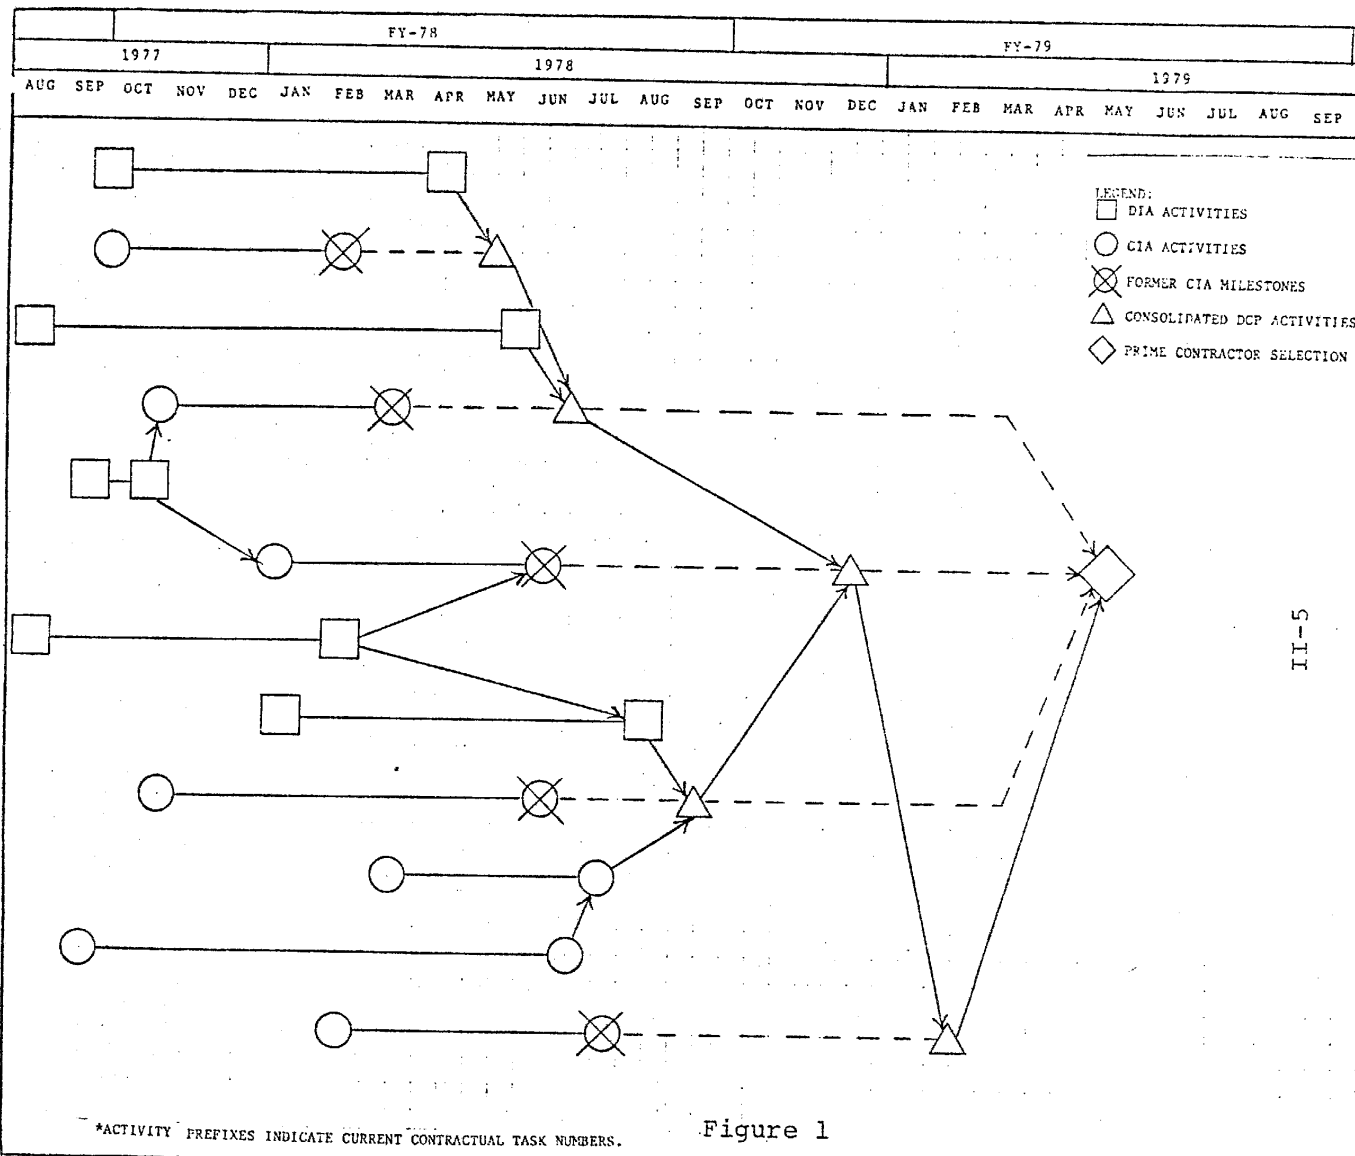 FY-78 FY-79
1977 1978 1979
AUG SEP OCT NOV DEC JAN FEB MAR APR MAY JUN JUL AUG SEP OCT NOV DEC JAN FEB MAR APR MAY JUN JUL AUG SEP
LEGEND:
DIA ACTIVITIES
CIA ACTIVITIES
FORMER CIA MILESTONES
CONSOLIDATED DCP ACTIVITIES
PRIME CONTRACTOR SELECTION
II-5
*ACTIVITY PREFIXES INDICATE CURRENT CONTRACTUAL TASK NUMBERS.
Figure 1